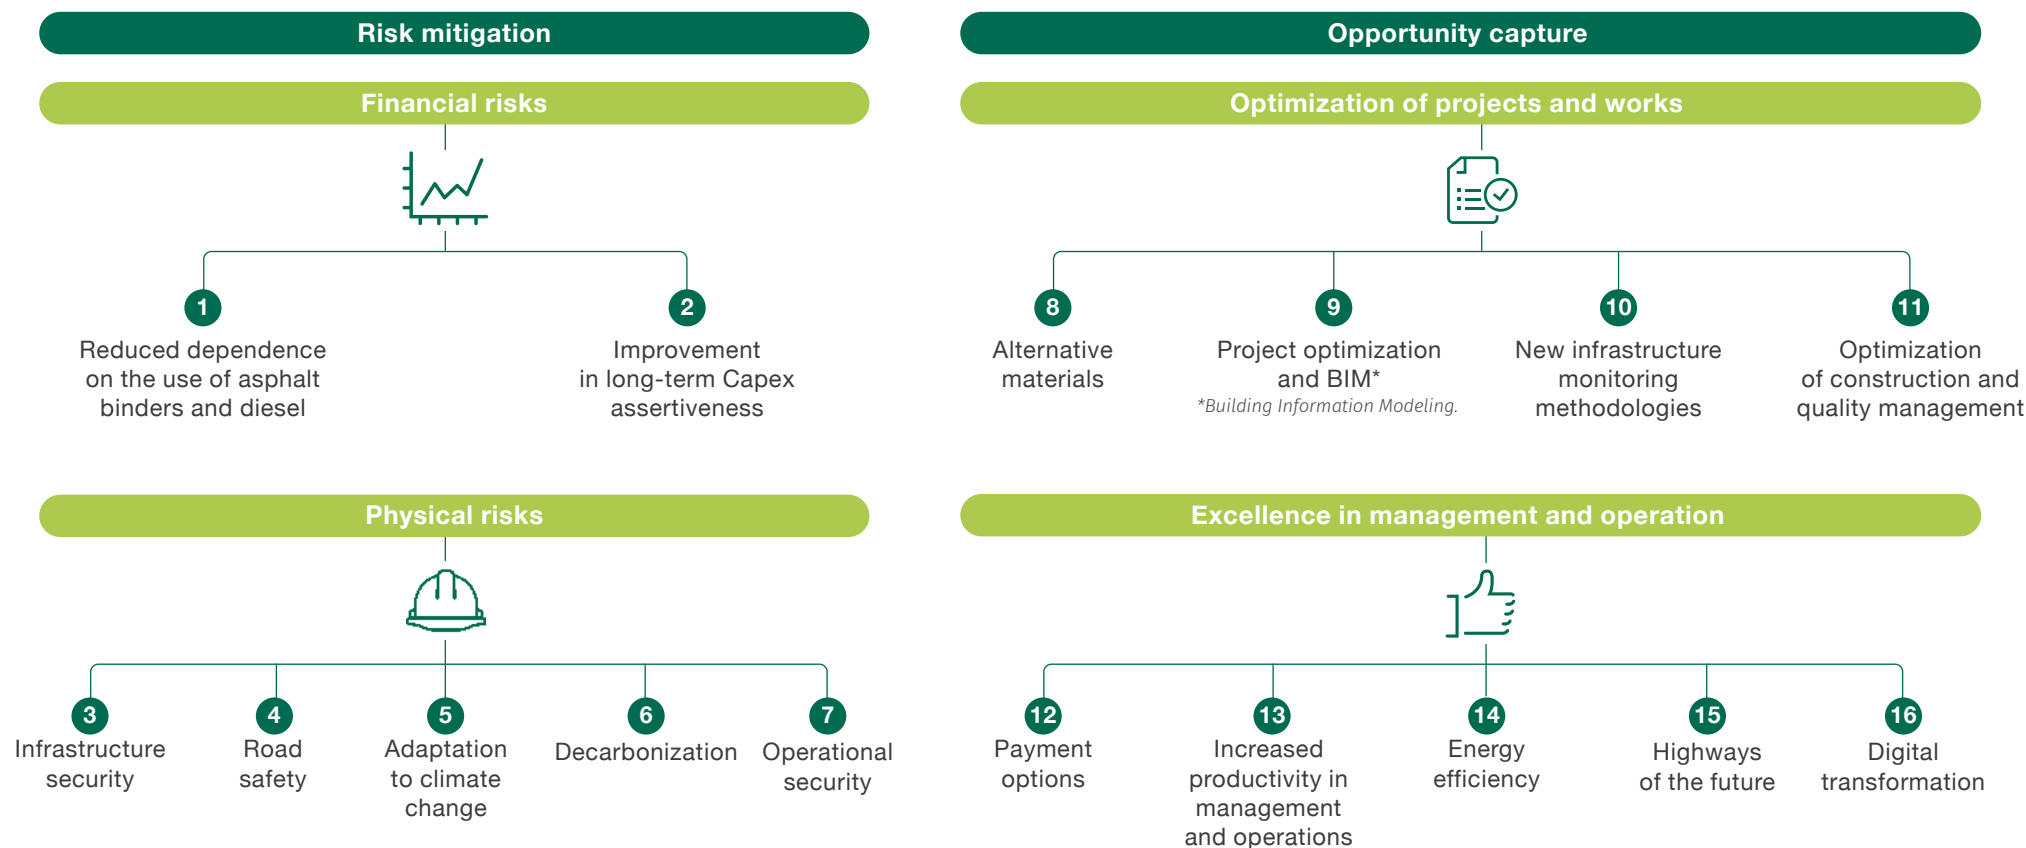 Risk mitigation
Financial risks
1
Reduced dependence
on the use of asphalt
binders and diesel
2
Improvement
in long-term Capex
assertiveness
Physical risks
3
Infrastructure
security
4
Road
safety
5
Adaptation
to climate
change
6
Decarbonization
7
Operational
security
Opportunity capture
Optimization of projects and works
8
Alternative
materials
9
Project optimization
and BIM*
*Building Information Modeling.
10
New infrastructure
monitoring
methodologies
11
Optimization
of construction and
quality management
Excellence in management and operation
12
Payment
options
13
Increased
productivity in
management
and operations
14
Energy
efficiency
15
Highways
of the future
16
Digital
transformation